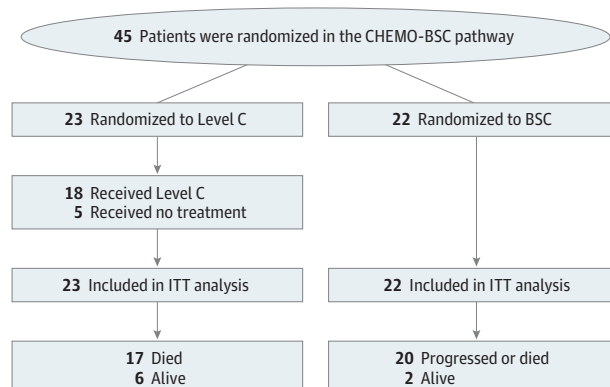 45 Patients were randomized in the CHEMO-BSC pathway
23 Randomized to Level C
22 Randomized to BSC
18 Received Level C
5 Received no treatment
23 Included in ITT analysis
22 Included in ITT analysis
17 Died
6 Alive
20 Progressed or died
2 Alive